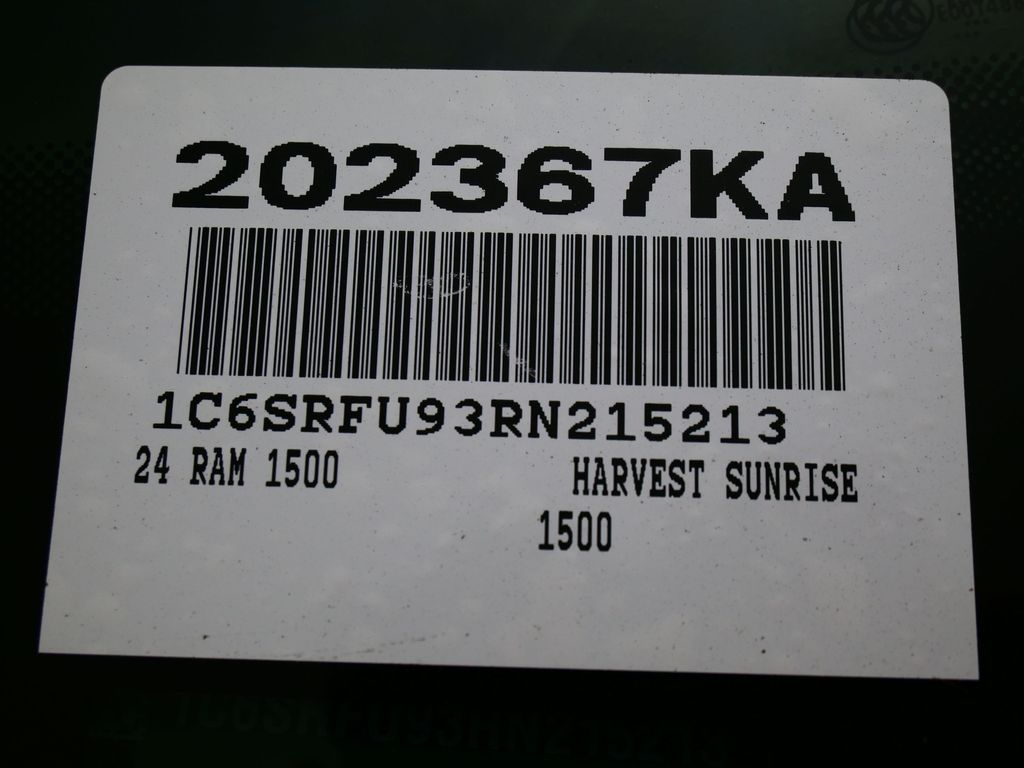 202367KA
1C6SRFU93RN215213
24 RAM 1500 HARVEST SUNRISE
1500